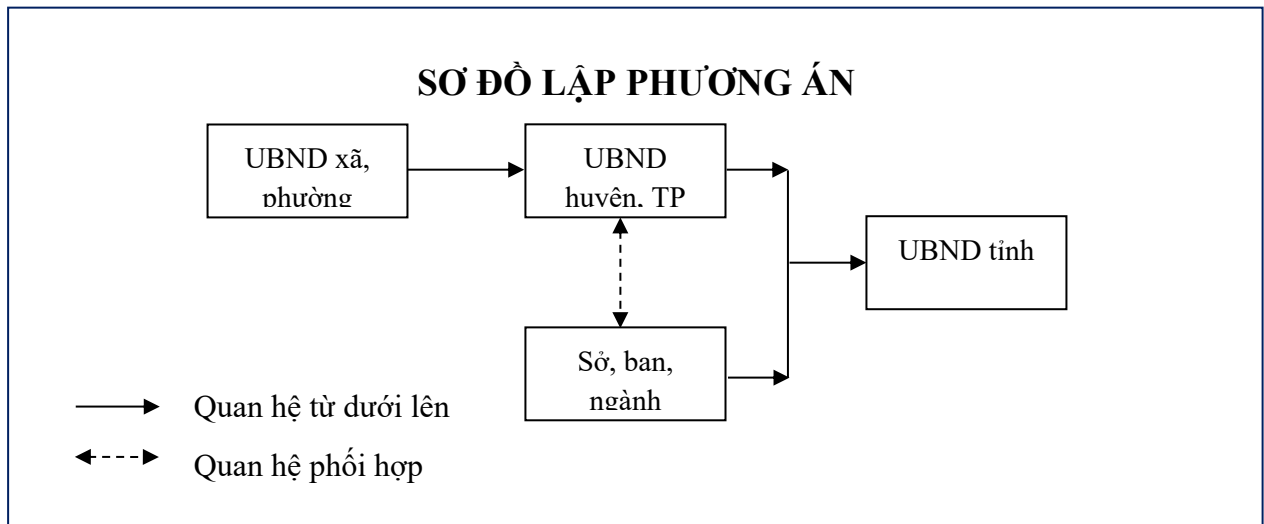 SƠ ĐỒ LẬP PHƯƠNG ÁN
UBND xã,
phường
UBND
huyện, TP
UBND tỉnh
Sở, ban,
ngành
Quan hệ từ dưới lên
Quan hệ phối hợp